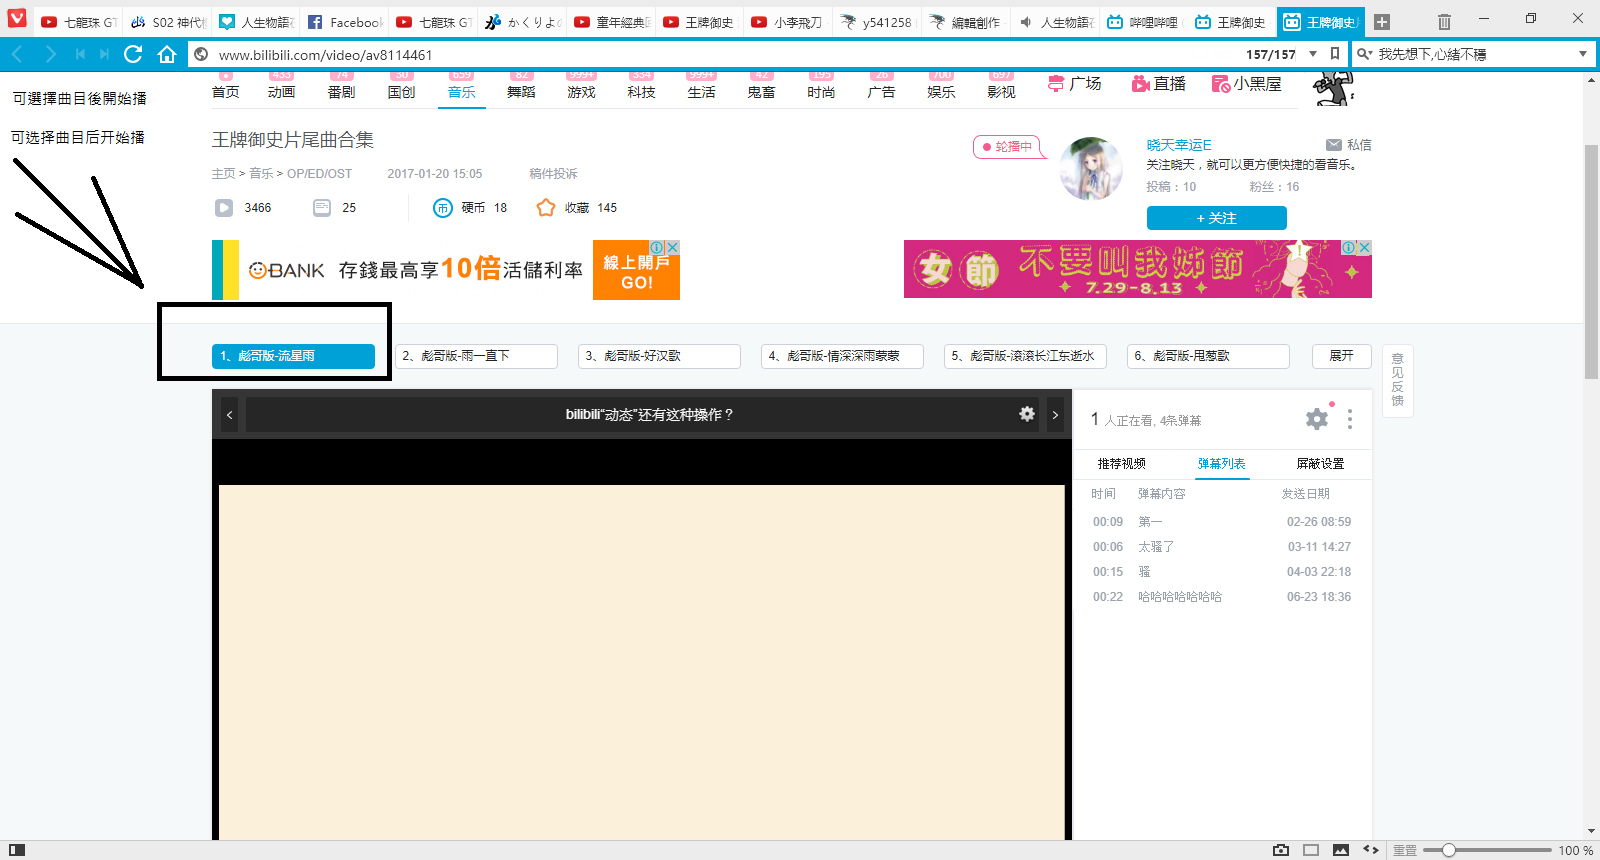 七龍珠 GT
S02 神代
人生物語
Facebook
七龍珠 GT
かくりよの
童年經典
王牌御史
小李飛刀
y541258
編輯創作
人生物語
哔哩哔哩
王牌御史
王牌御史
www.bilibili.com/video/av8114461
157/157
我先想下,心緒不穩
可選擇曲目後開始播
可选择曲目后开始播
433 74 30 659 82 999+ 334 999+ 42 195 26 700 697
首页 动画 番剧 国创 音乐 舞蹈 游戏 科技 生活 鬼畜 时尚 广告 娱乐 影视 广场 直播 小黑屋
王牌御史片尾曲合集
主页 > 音乐 > OP/ED/OST 2017-01-20 15:05 稿件投诉
3466 25 硬币 18 收藏 145
轮播中
晓天幸运E 私信
关注晓天，就可以更方便快捷的看音乐。
投稿：10 粉丝：16
+ 关注
BANK 存錢最高享10倍活儲利率
線上開戶
GO!
女節 不要叫我姊節
7.29-8.13
1、彪哥版-流星雨
2、彪哥版-雨一直下
3、彪哥版-好汉歌
4、彪哥版-情深深雨蒙蒙
5、彪哥版-滚滚长江东逝水
6、彪哥版-甩葱歌
展开
意见反馈
< bilibili“动态”还有这种操作？ >
1 人正在看, 4条弹幕
推荐视频 弹幕列表 屏蔽设置
时间 弹幕内容 发送日期
00:09 第一 02-26 08:59
00:06 太骚了 03-11 14:27
00:15 骚 04-03 22:18
00:22 哈哈哈哈哈哈哈 06-23 18:36
重置 100 %